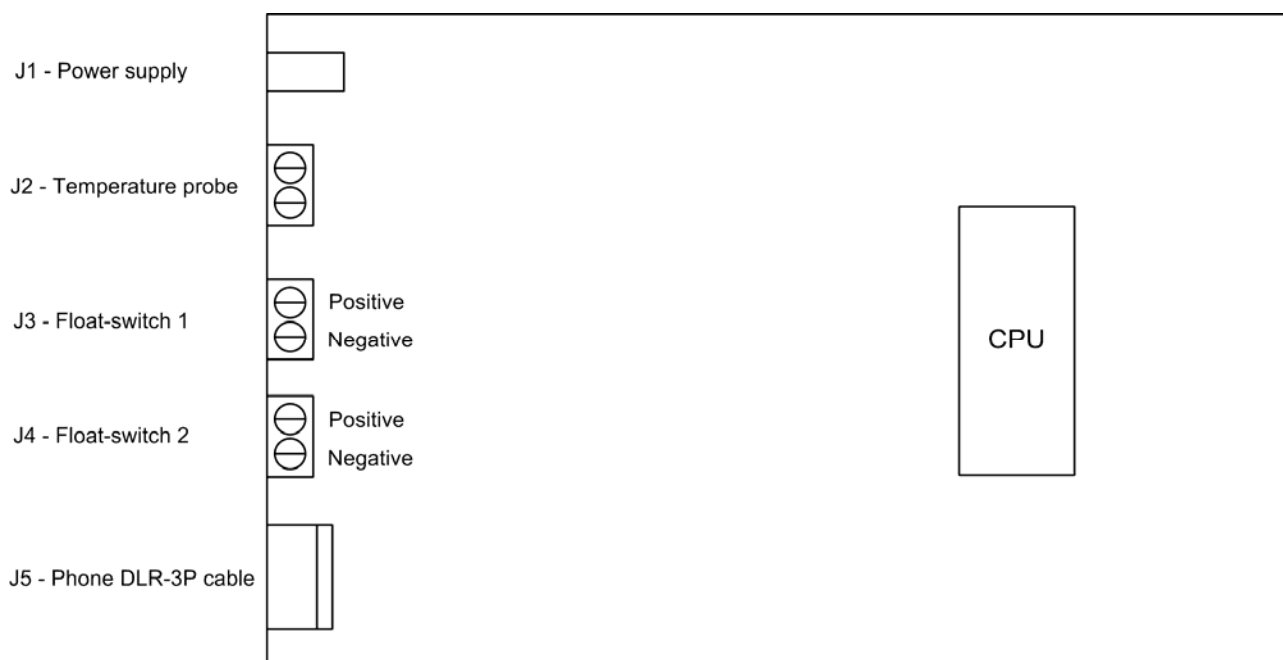 J1 - Power supply
J2 - Temperature probe
J3 - Float-switch 1
Positive
Negative
CPU
J4 - Float-switch 2
Positive
Negative
J5 - Phone DLR-3P cable